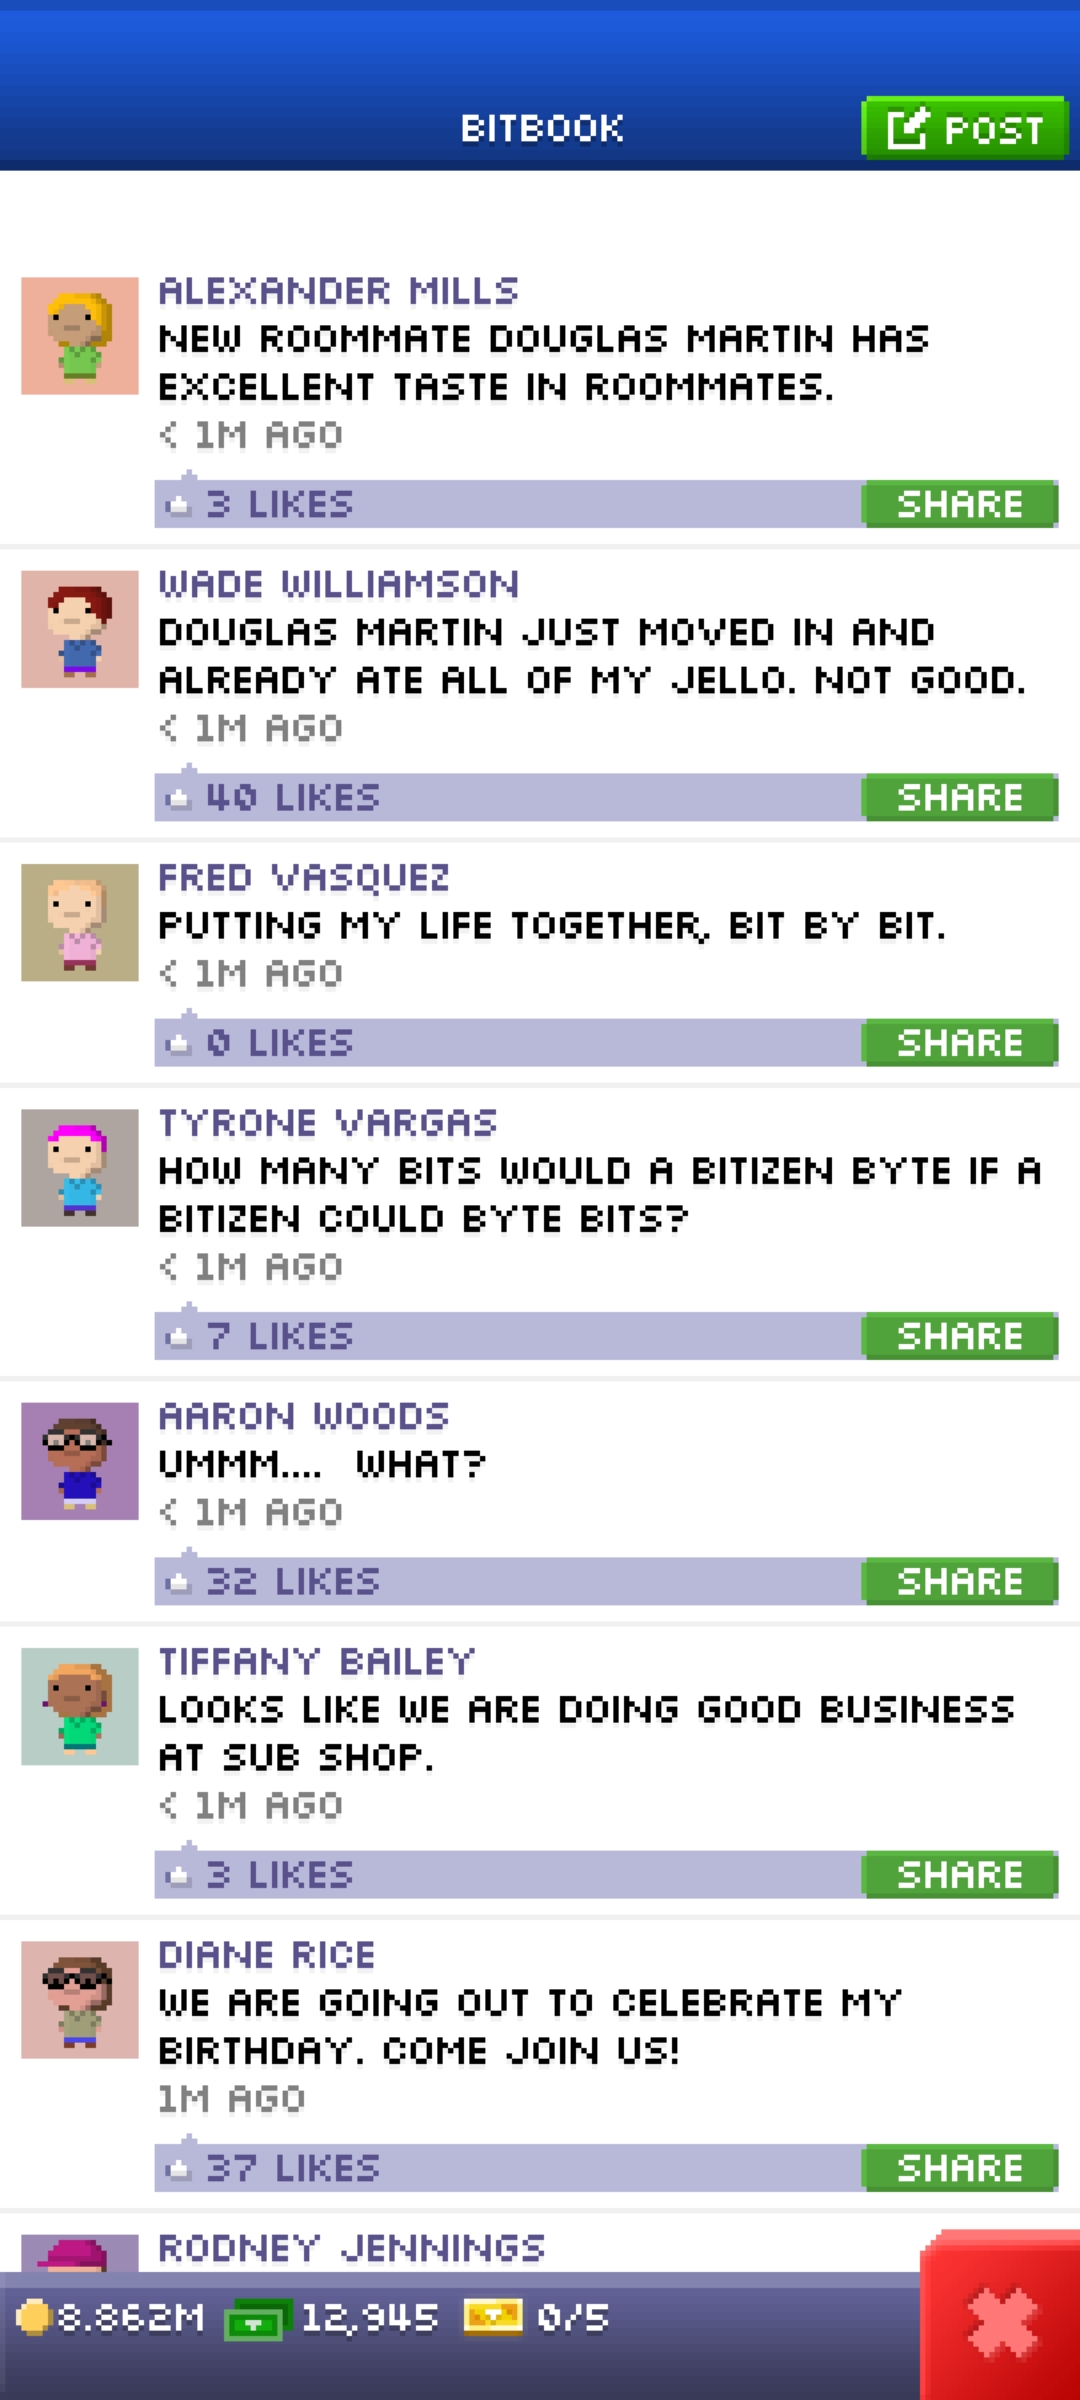 BITBOOK
POST
ALEXANDER MILLS
NEW ROOMMATE DOUGLAS MARTIN HAS
EXCELLENT TASTE IN ROOMMATES.
< 1M AGO
3 LIKES
SHARE
WADE WILLIAMSON
DOUGLAS MARTIN JUST MOVED IN AND
ALREADY ATE ALL OF MY JELLO. NOT GOOD.
< 1M AGO
40 LIKES
SHARE
FRED VASQUEZ
PUTTING MY LIFE TOGETHER, BIT BY BIT.
< 1M AGO
0 LIKES
SHARE
TYRONE VARGAS
HOW MANY BITS WOULD A BITIZEN BYTE IF A
BITIZEN COULD BYTE BITS?
< 1M AGO
7 LIKES
SHARE
AARON WOODS
UMMM.... WHAT?
< 1M AGO
32 LIKES
SHARE
TIFFANY BAILEY
LOOKS LIKE WE ARE DOING GOOD BUSINESS
AT SUB SHOP.
< 1M AGO
3 LIKES
SHARE
DIANE RICE
WE ARE GOING OUT TO CELEBRATE MY
BIRTHDAY. COME JOIN US!
1M AGO
37 LIKES
SHARE
RODNEY JENNINGS
8.862M 12,945 0/5